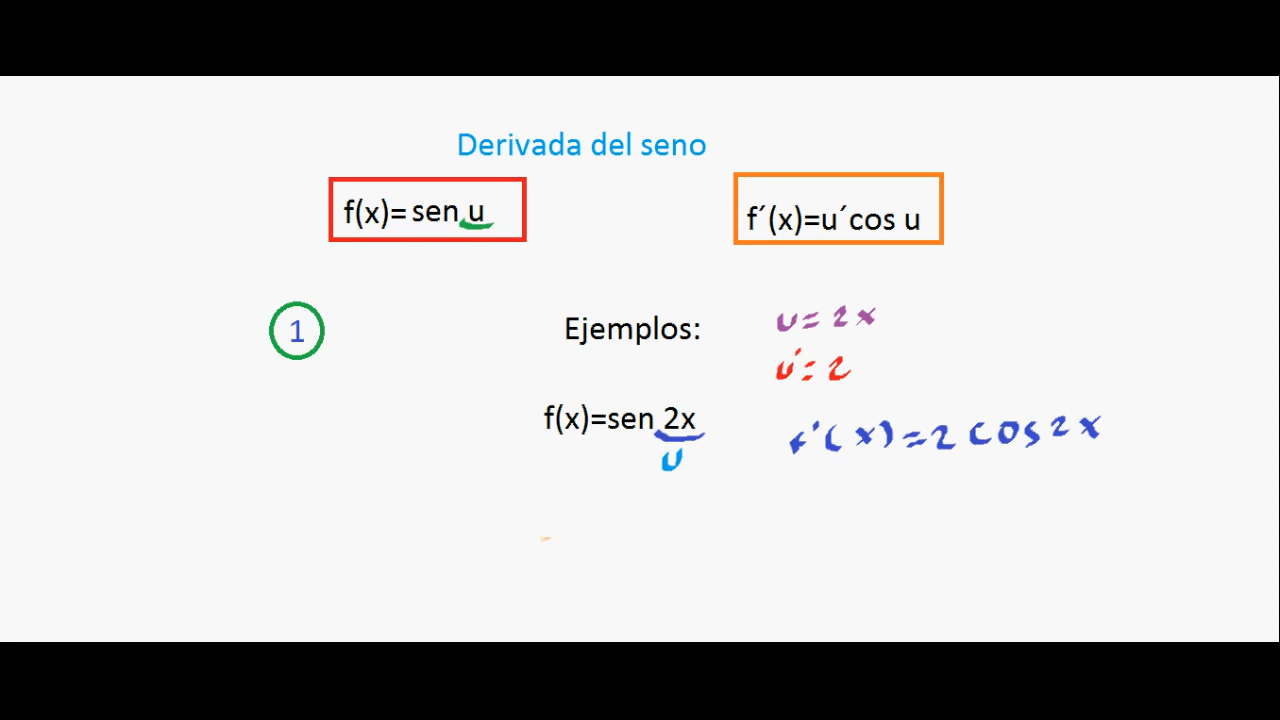 Derivada del seno
f(x)= sen u
f´(x)=u´cos u
1
Ejemplos:
u = 2x
u' = 2
f(x)=sen 2x
u
f'(x) = 2 cos 2x